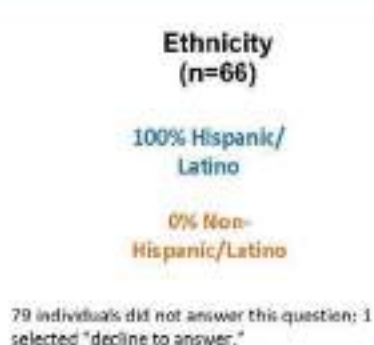 Ethnicity
(n=66)
100% Hispanic/
Latino
0% Non-
Hispanic/Latino
79 individuals did not answer this question; 1
selected "decline to answer."